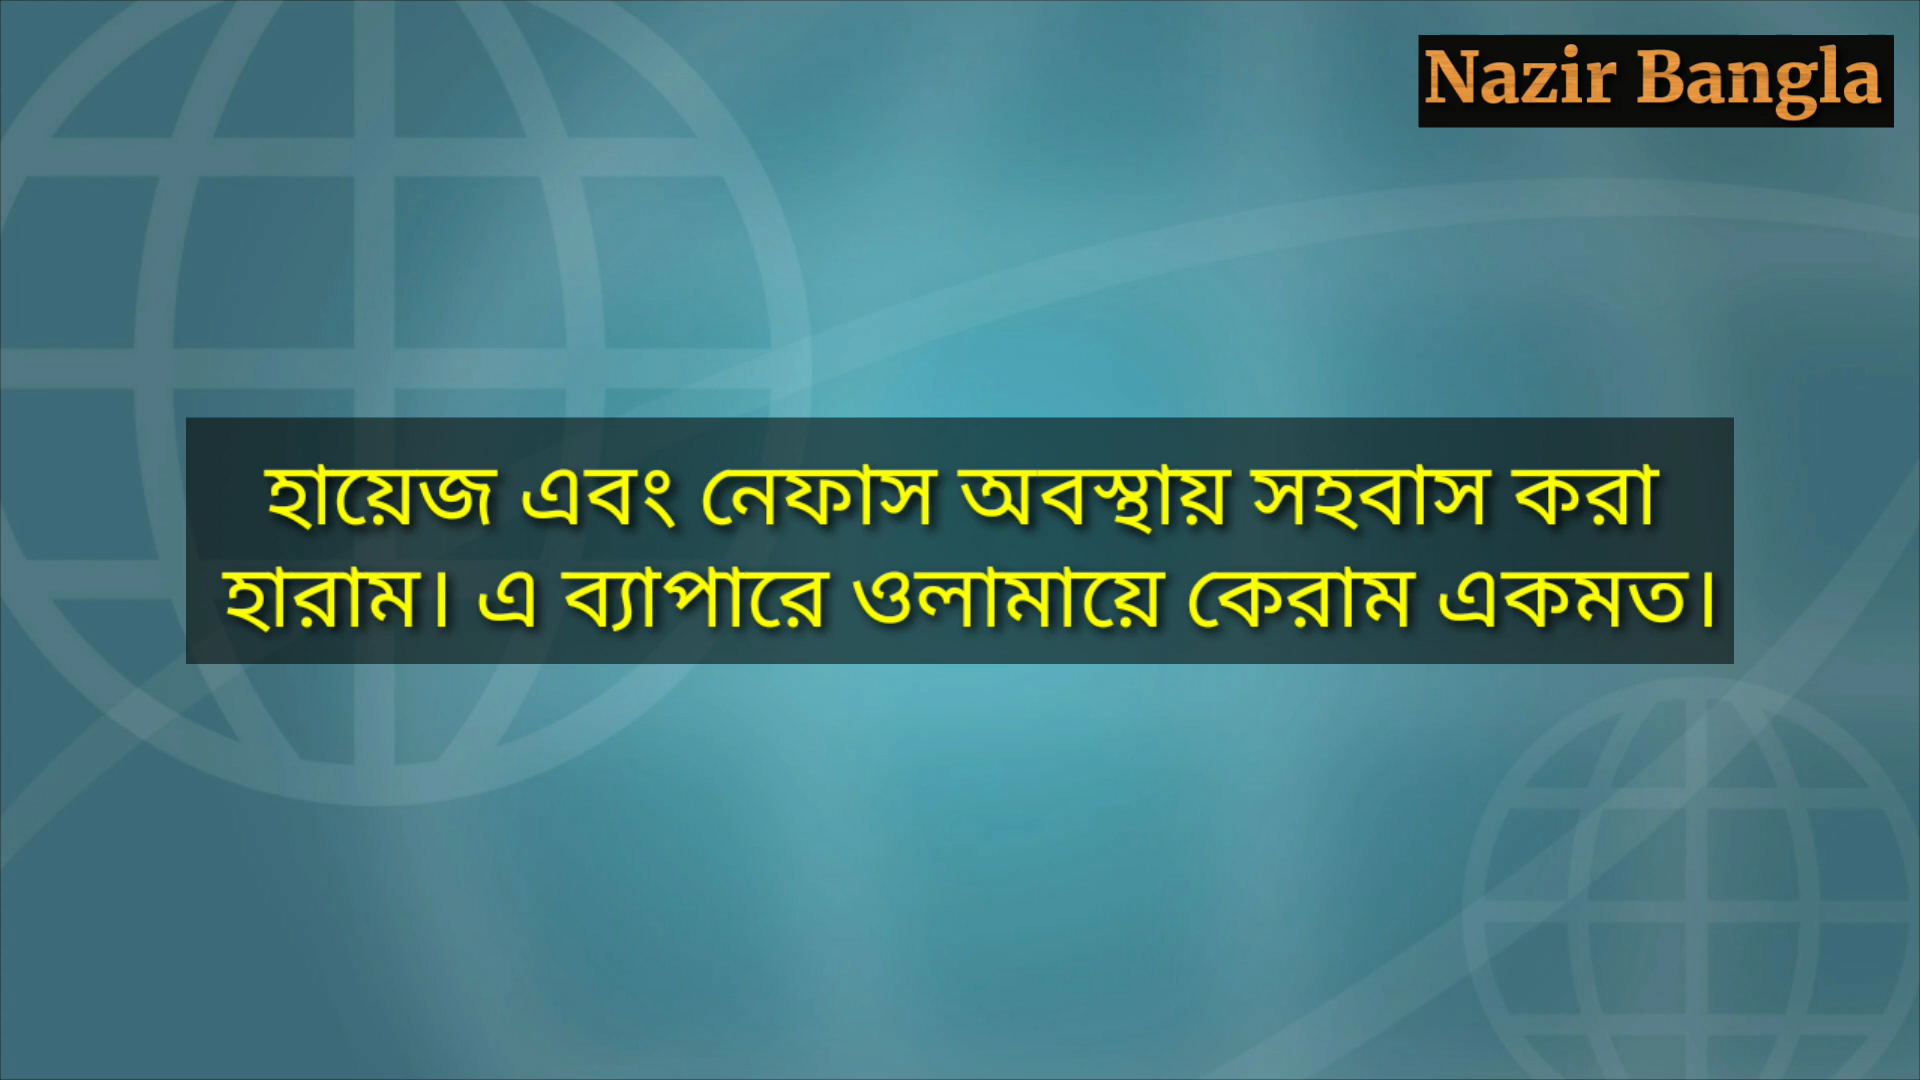 Nazir Bangla
হায়েজ এবং নেফাস অবস্থায় সহবাস করা
হারাম। এ ব্যাপারে ওলামায়ে কেরাম একমত।